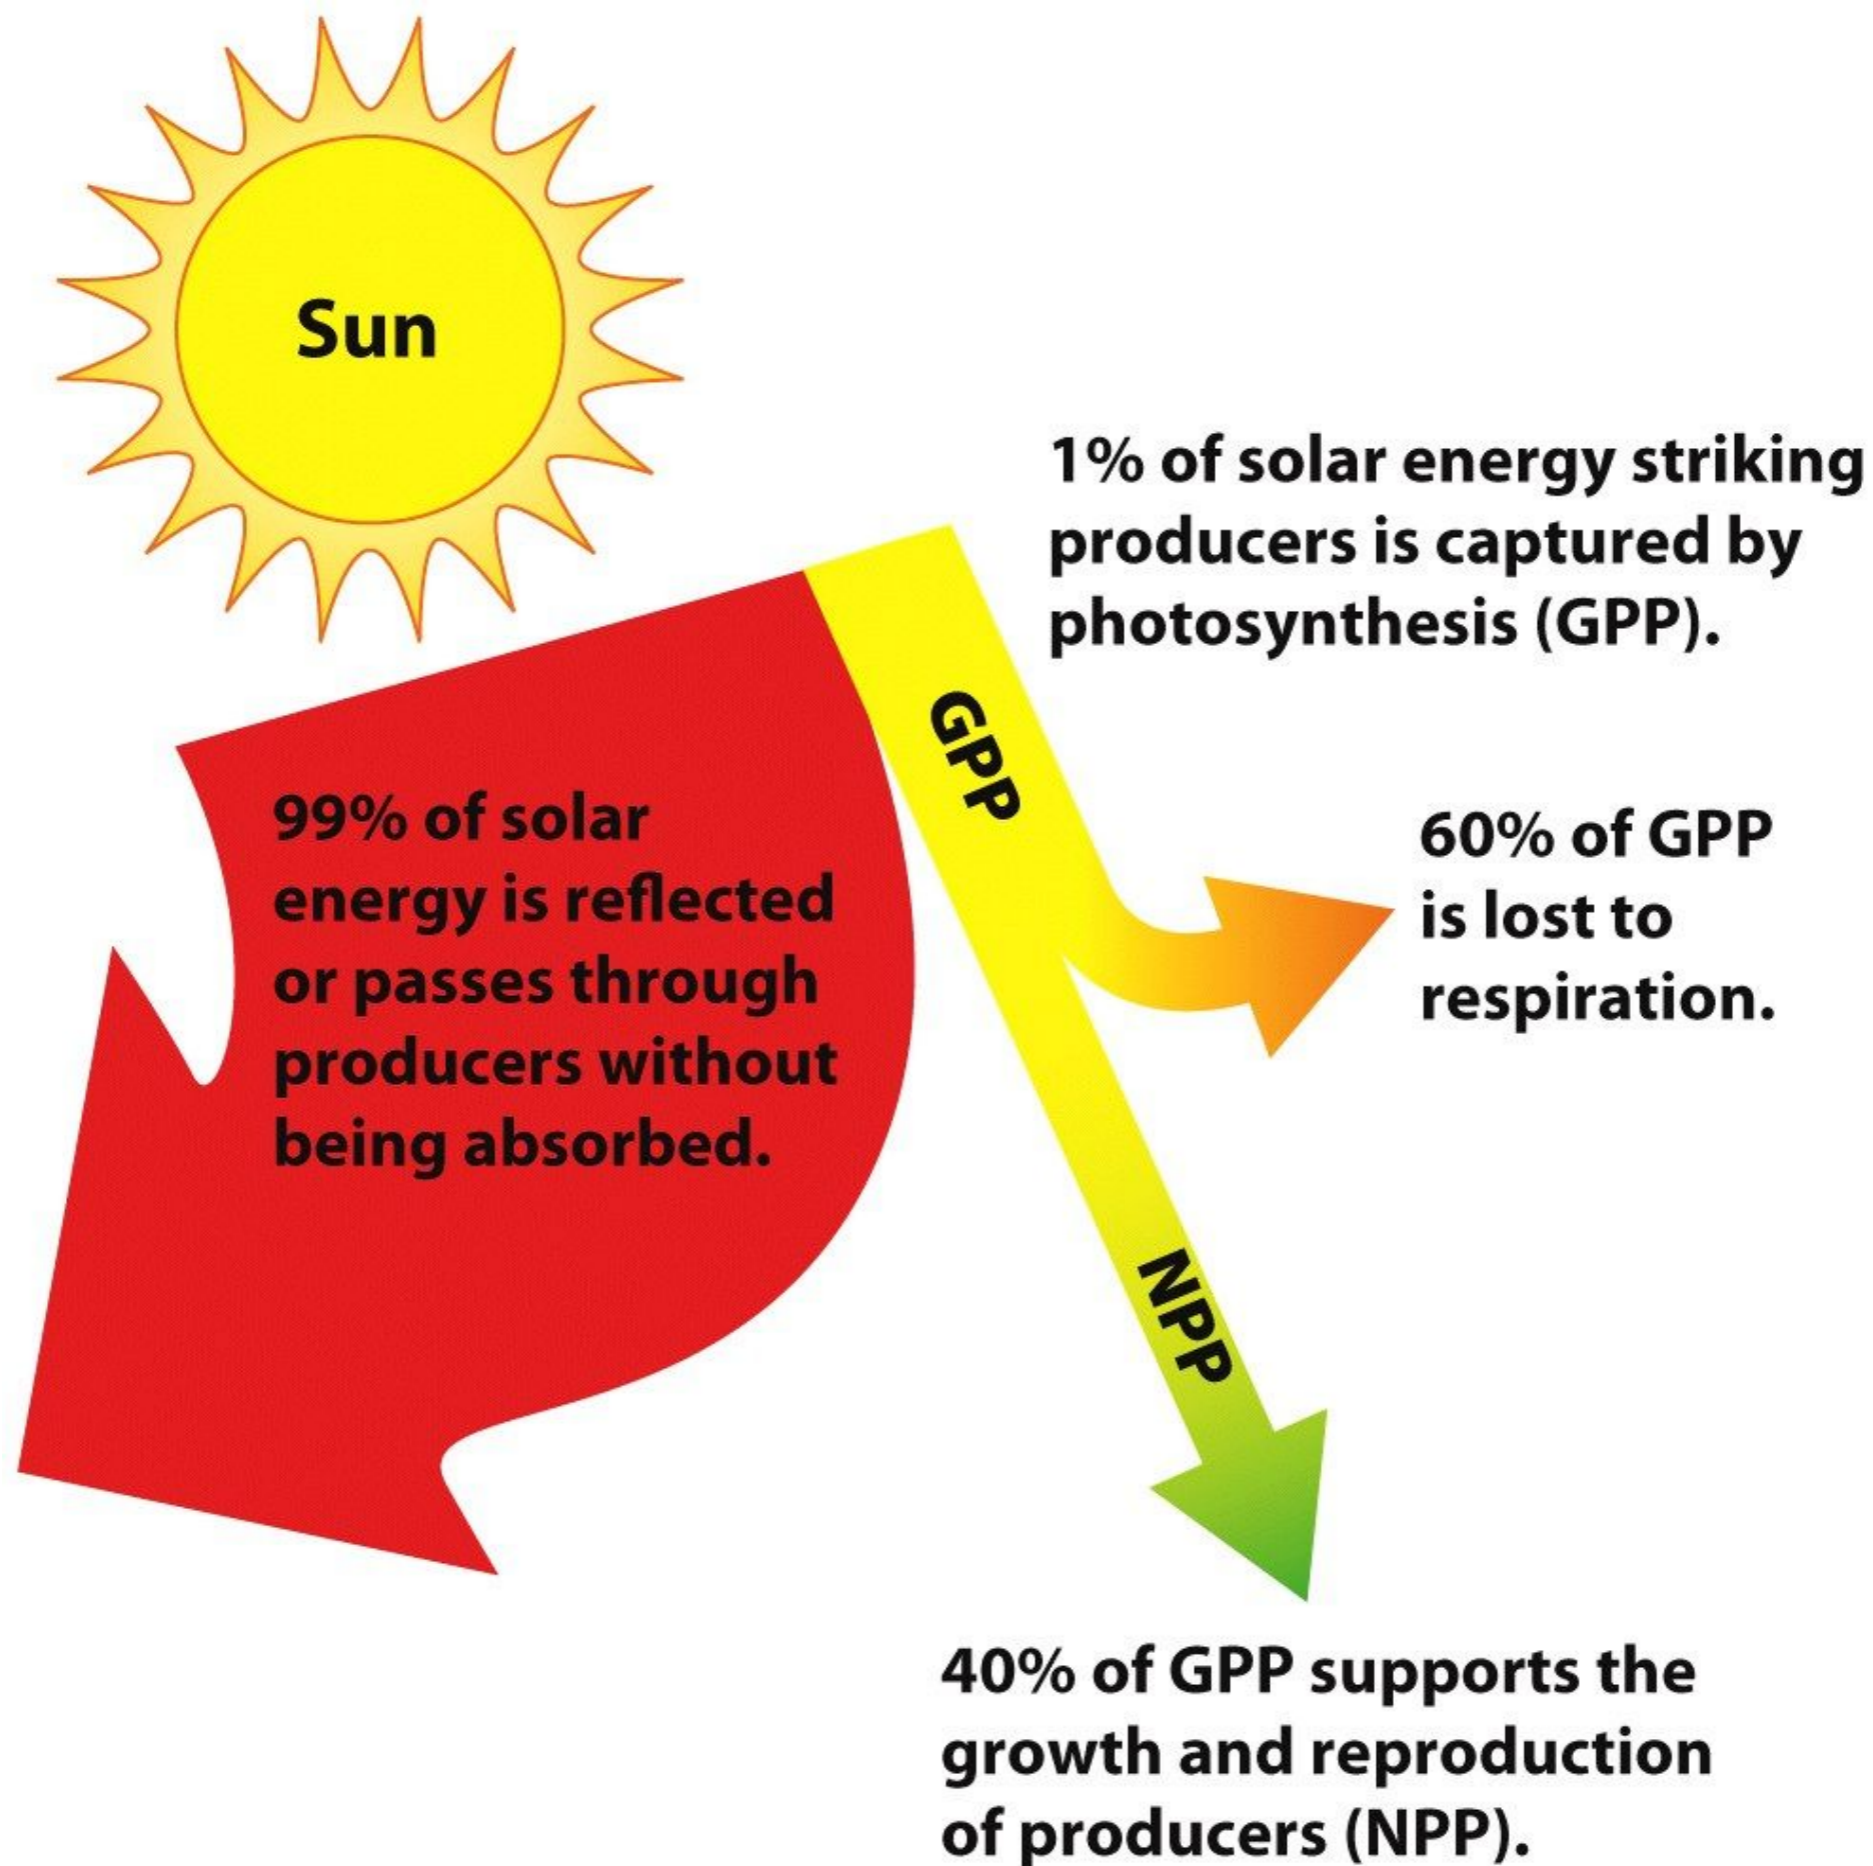 Sun
1% of solar energy striking
producers is captured by
photosynthesis (GPP).
GPP
99% of solar
energy is reflected
or passes through
producers without
being absorbed.
60% of GPP
is lost to
respiration.
NPP
40% of GPP supports the
growth and reproduction
of producers (NPP).